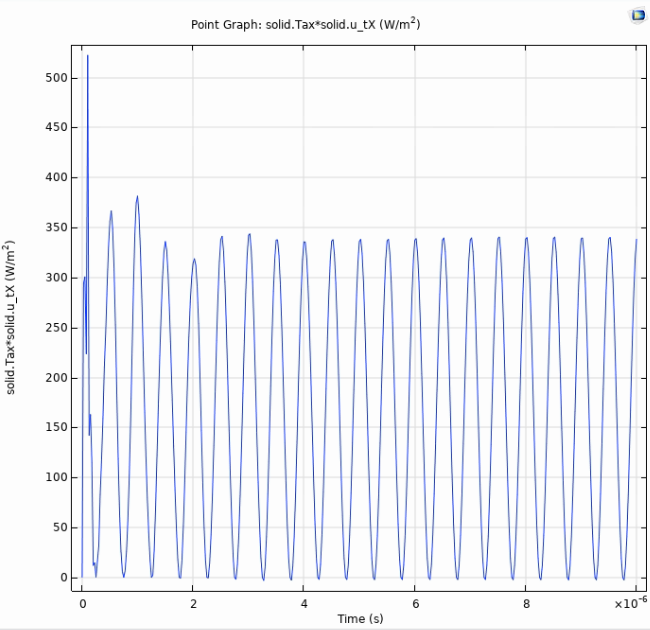 Point Graph: solid.Tax*solid.u_tX (W/m²)
solid.Tax*solid.u_tX (W/m²)
500
450
400
350
300
250
200
150
100
50
0
0 2 4 6 8 ×10⁻⁶
Time (s)